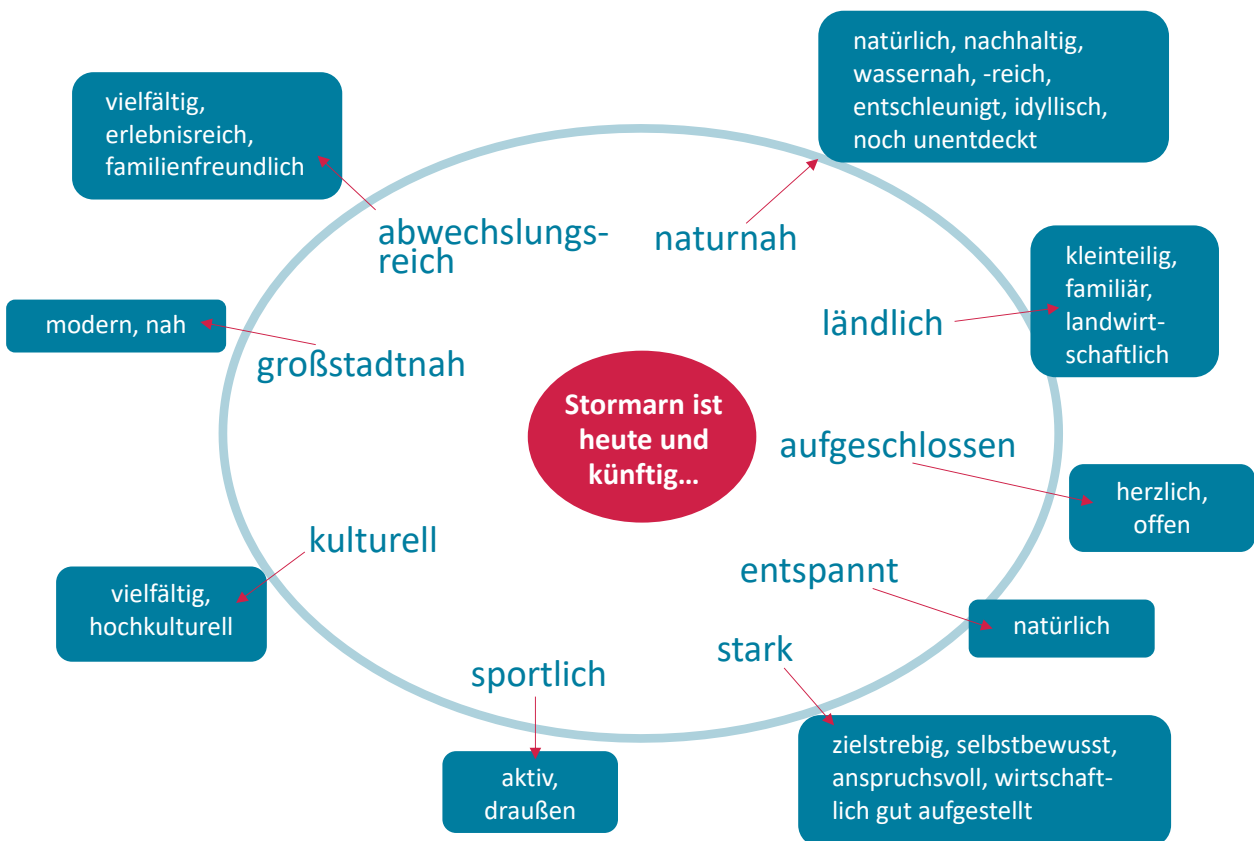 natürlich, nachhaltig,
wassernah, -reich,
entschleunigt, idyllisch,
noch unentdeckt
vielfältig,
erlebnisreich,
familienfreundlich
abwechslungs-
reich
naturnah
kleinteilig,
familiär,
landwirt-
schaftlich
ländlich
modern, nah
großstadtnah
Stormarn ist
heute und
künftig...
aufgeschlossen
herzlich,
offen
kulturell
vielfältig,
hochkulturell
entspannt
natürlich
stark
sportlich
zielstrebig, selbstbewusst,
anspruchsvoll, wirtschaft-
lich gut aufgestellt
aktiv,
draußen